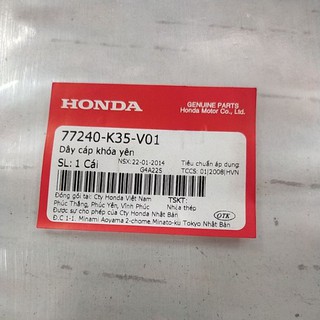 HONDA
GENUINE PARTS
Honda Motor Co., Ltd.
77240-K35-V01
Dây cáp khóa yên
SL: 1 Cái
NSX: 22-01-2014
G4A225
Tiêu chuẩn áp dụng
TCCS: 01|2008|HVN
Đóng gói tại: Cty Honda Việt Nam
Phúc Thắng, Phúc Yên, Vĩnh Phúc
TSKT:
Nhựa thép
Được sự cho phép của Cty Honda Nhật Bản
Đ.C 1-1. Minami Aoyama 2-chome.Minato-ku Tokyo Nhật Bản
OTK